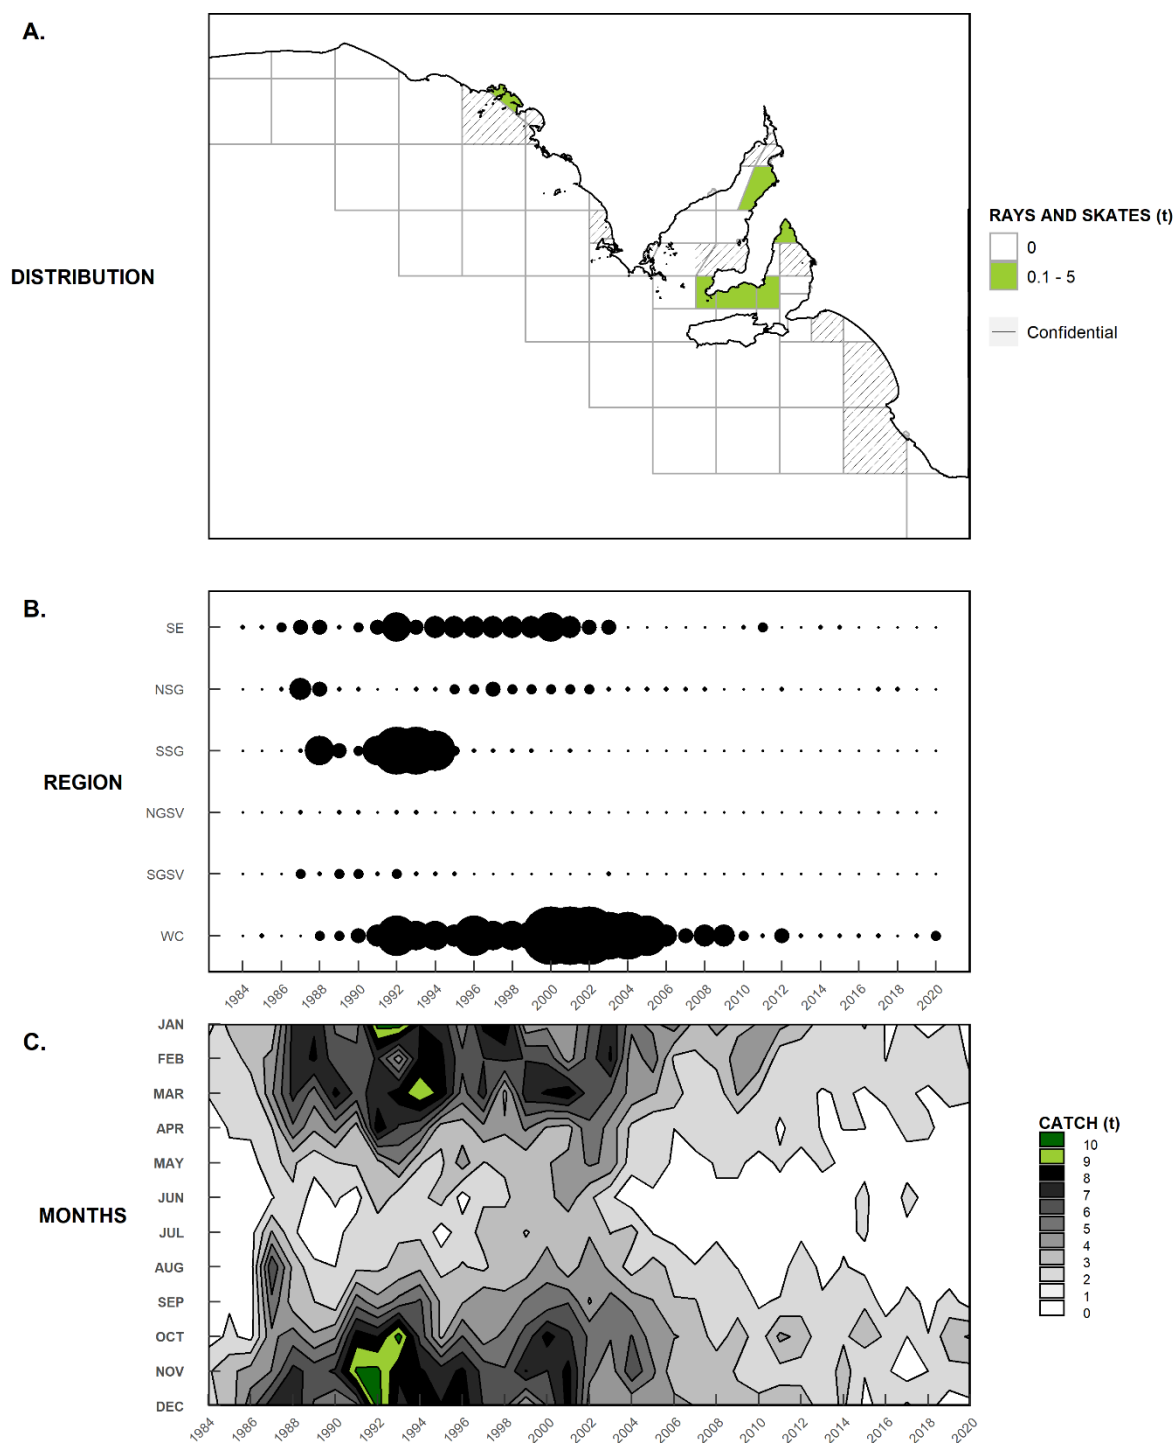 A.
DISTRIBUTION
RAYS AND SKATES (t)
0
0.1 - 5
Confidential
B.
REGION
SE
NSG
SSG
NGSV
SGSV
WC
1984 1986 1988 1990 1992 1994 1996 1998 2000 2002 2004 2006 2008 2010 2012 2014 2016 2018 2020
C.
MONTHS
JAN
FEB
MAR
APR
MAY
JUN
JUL
AUG
SEP
OCT
NOV
DEC
1984 1986 1988 1990 1992 1994 1996 1998 2000 2002 2004 2006 2008 2010 2012 2014 2016 2018 2020
CATCH (t)
10
9
8
7
6
5
4
3
2
1
0